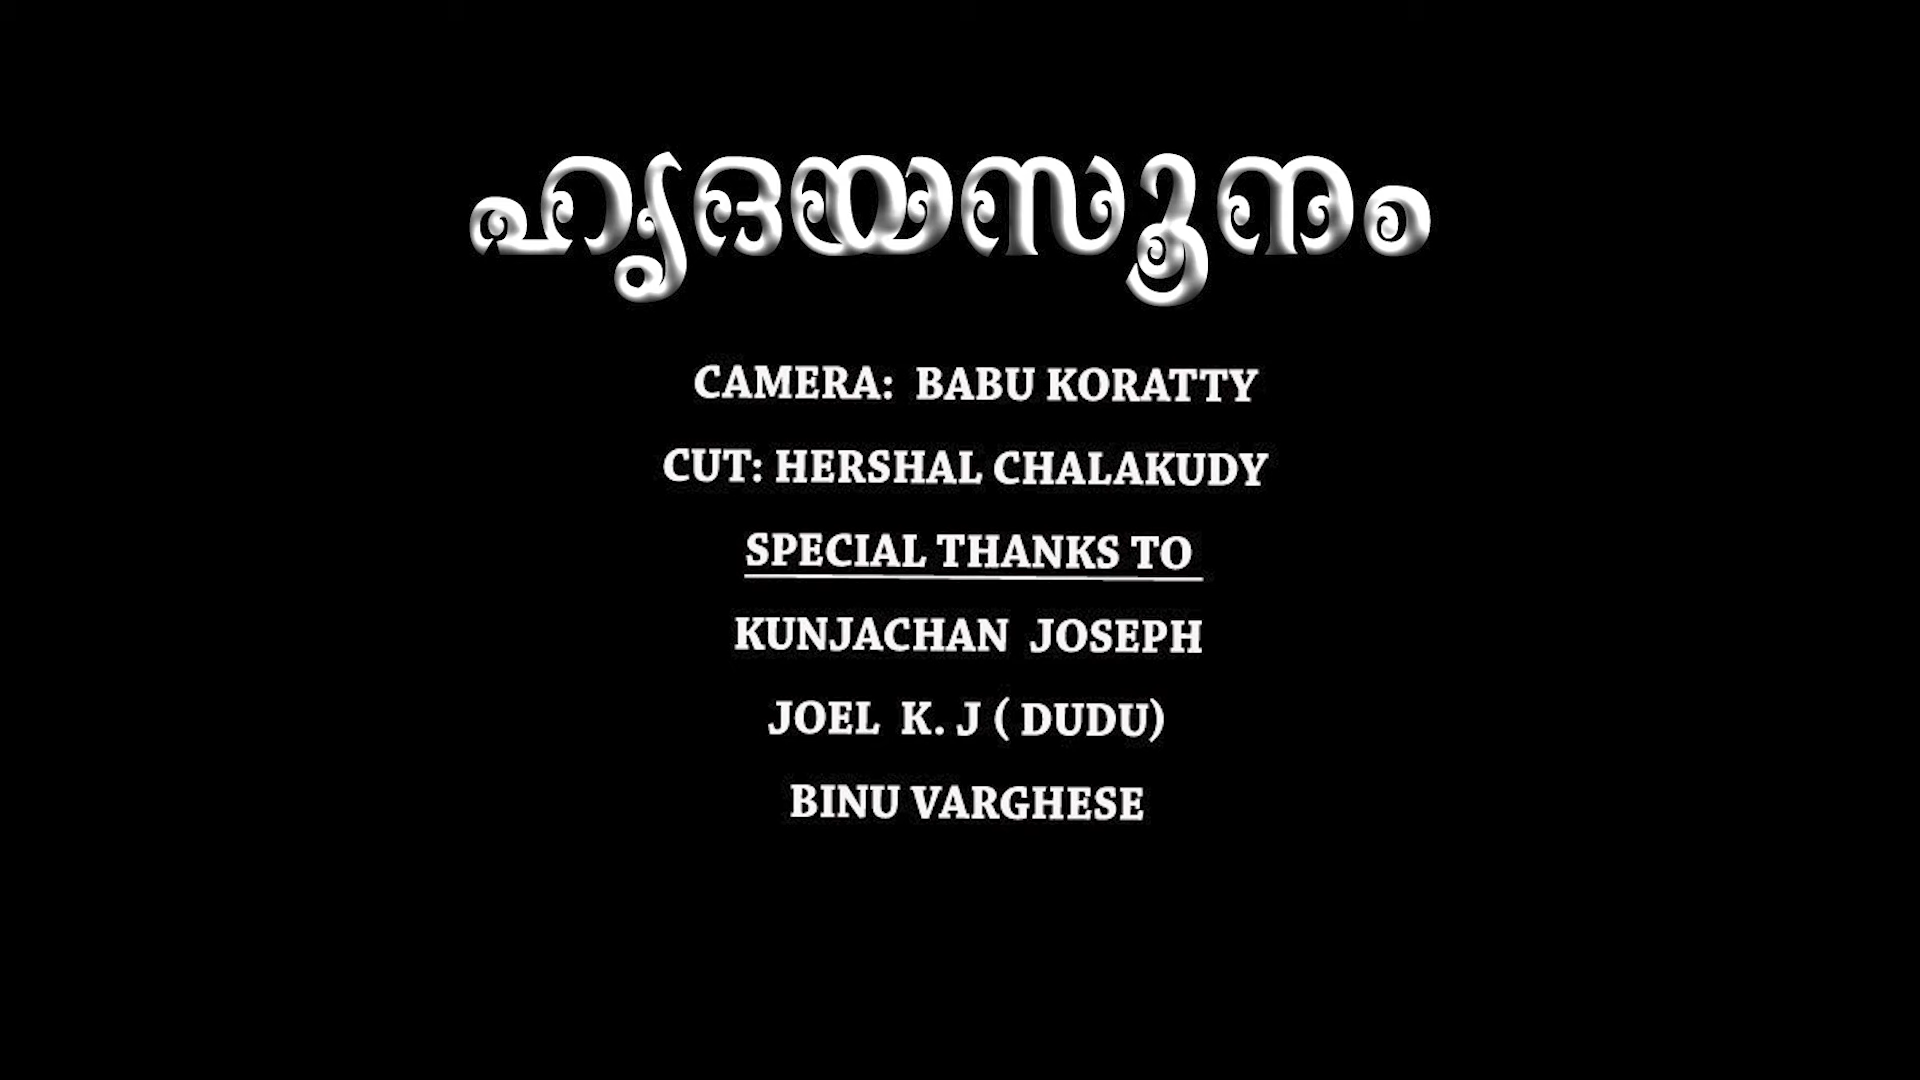 ഹൃദയസൂനം
CAMERA: BABU KORATTY
CUT: HERSHAL CHALAKUDY
SPECIAL THANKS TO
KUNJACHAN JOSEPH
JOEL K. J ( DUDU)
BINU VARGHESE